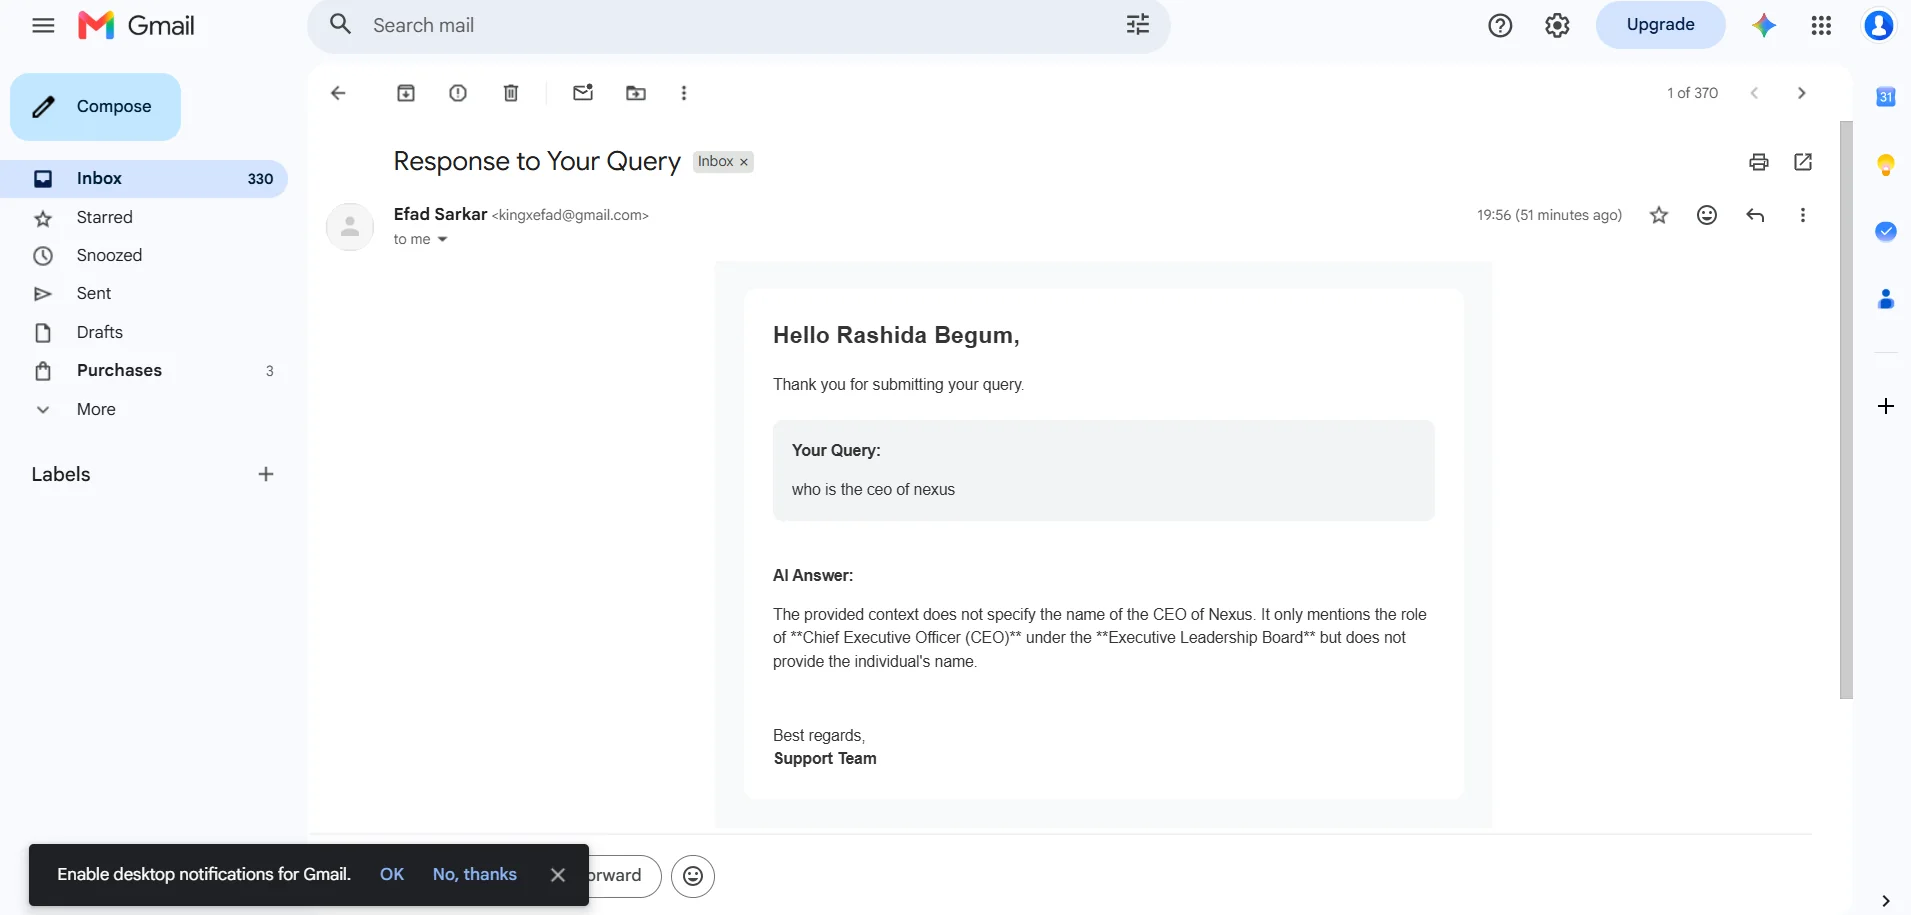 Gmail
Search mail
Upgrade
Compose
1 of 370
31
Response to Your Query
Inbox ×
Inbox 330
Starred
Snoozed
Sent
Drafts
Purchases 3
More
Labels
Efad Sarkar <kingxefad@gmail.com>
19:56 (51 minutes ago)
to me
Hello Rashida Begum,
Thank you for submitting your query.
Your Query:
who is the ceo of nexus
AI Answer:
The provided context does not specify the name of the CEO of Nexus. It only mentions the role
of **Chief Executive Officer (CEO)** under the **Executive Leadership Board** but does not
provide the individual's name.
Best regards,
Support Team
Enable desktop notifications for Gmail. OK No, thanks
orward